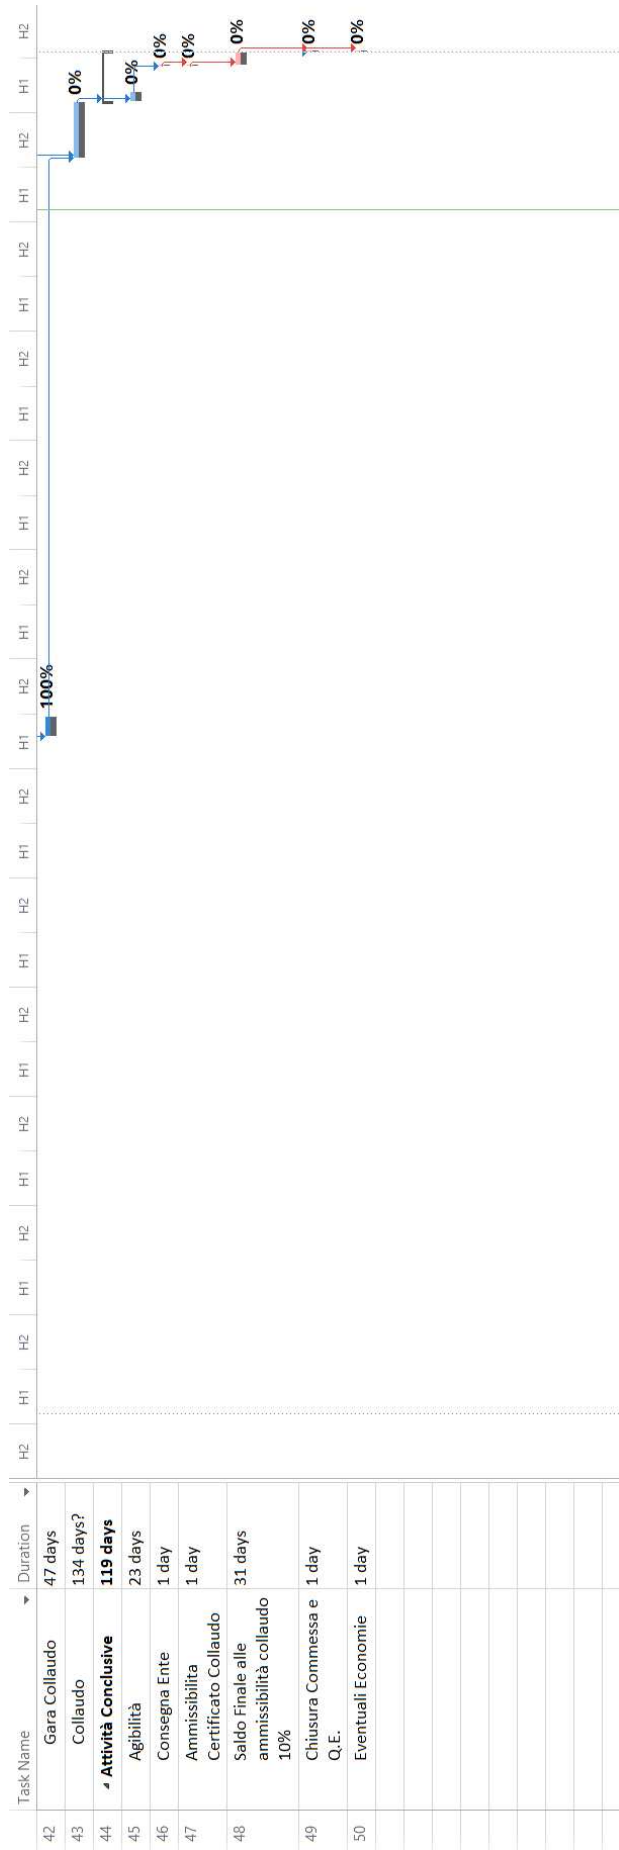 Task Name Duration H2 H1 H2 H1 H2 H1 H2 H1 H2 H1 H2 H1 H2 H1 H2 H1 H2 H1 H2 H1 H2 H1 H2 H1 H2 H1 H2
42 Gara Collaudo 47 days 100%
43 Collaudo 134 days? 0%
44 Attività Conclusive 119 days
45 Agibilità 23 days 0%
46 Consegna Ente 1 day 0%
47 Ammissibilita 1 day 0%
Certificato Collaudo
48 Saldo Finale alle 31 days 0%
ammissibilità collaudo
10%
49 Chiusura Commessa e 1 day 0%
Q.E.
50 Eventuali Economie 1 day 0%